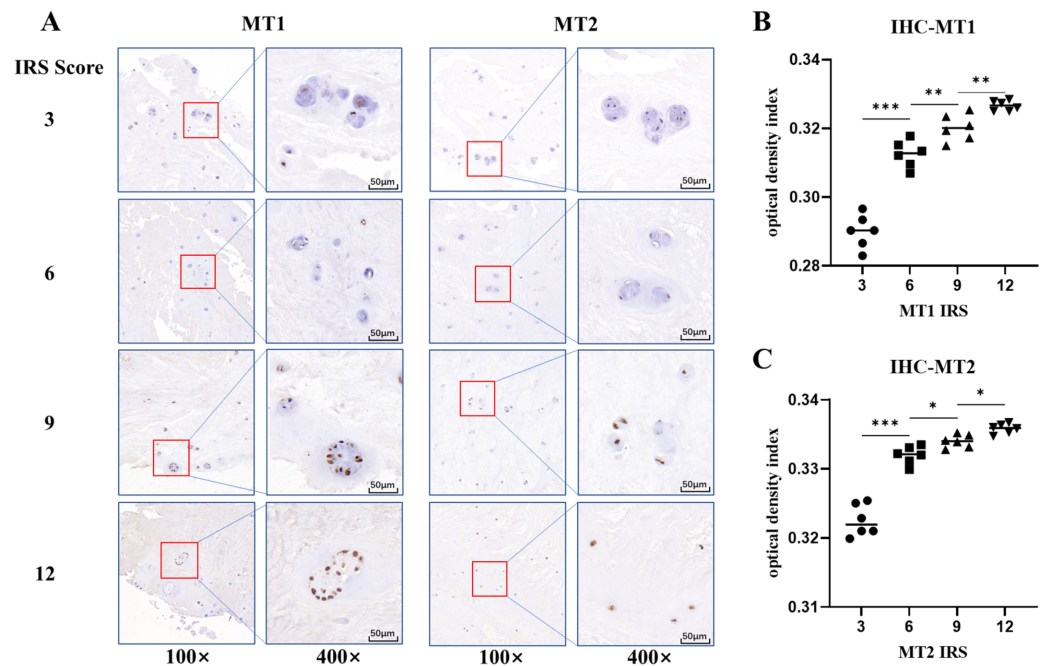 A
MT1
MT2
IRS Score
3
50μm
50μm
6
50μm
50μm
9
50μm
50μm
12
50μm
50μm
100×
400×
100×
400×
B
IHC-MT1
optical density index
0.34
0.32
0.30
0.28
***
**
**
3
6
9
12
MT1 IRS
C
IHC-MT2
optical density index
0.34
0.33
0.32
0.31
***
*
*
3
6
9
12
MT2 IRS